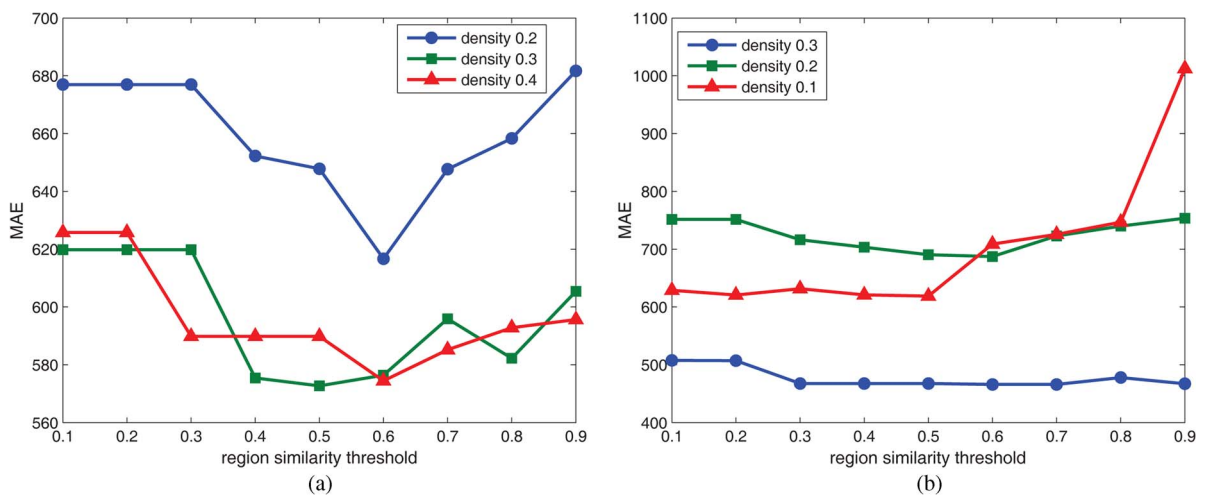 700
680
660
640
620
600
580
560
MAE
density 0.2
density 0.3
density 0.4
0.1 0.2 0.3 0.4 0.5 0.6 0.7 0.8 0.9
region similarity threshold
(a)
1100
1000
900
800
700
600
500
400
MAE
density 0.3
density 0.2
density 0.1
0.1 0.2 0.3 0.4 0.5 0.6 0.7 0.8 0.9
region similarity threshold
(b)